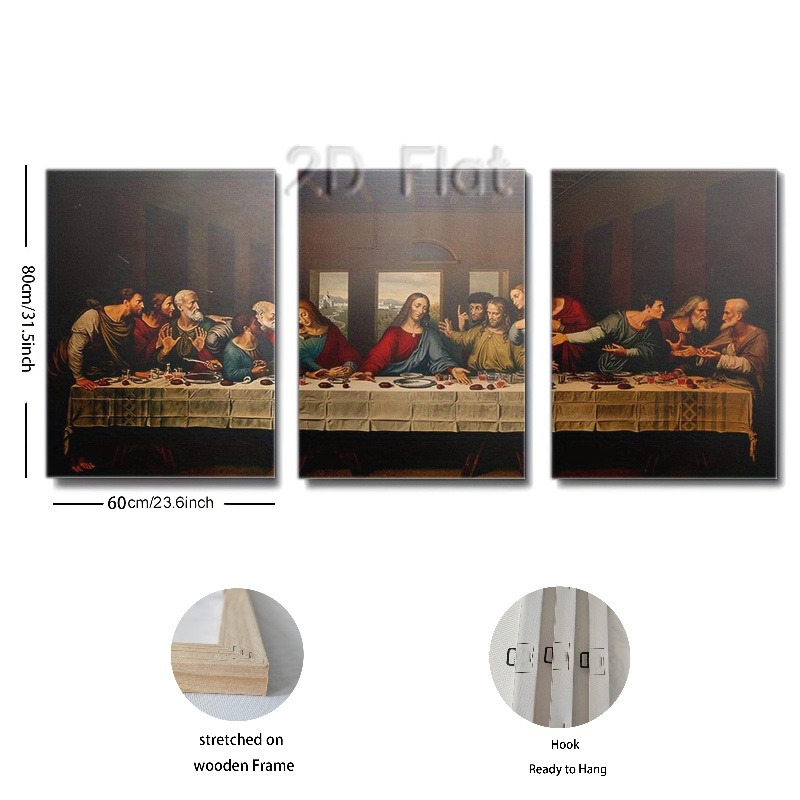 2D Flat
80cm/31.5inch
60cm/23.6inch
stretched on
wooden Frame
Hook
Ready to Hang